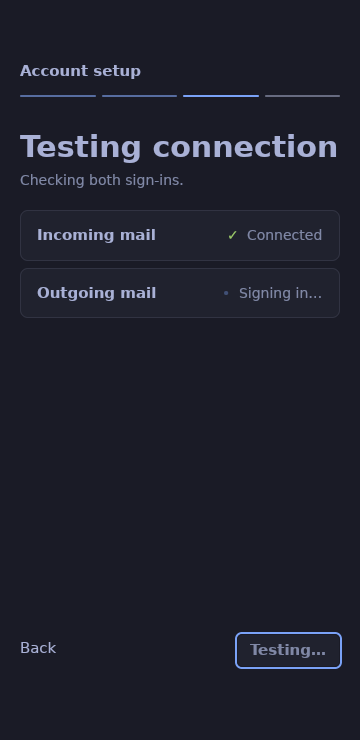 Account setup
Testing connection
Checking both sign-ins.
Incoming mail ✓ Connected
Outgoing mail • Signing in...
Back Testing...